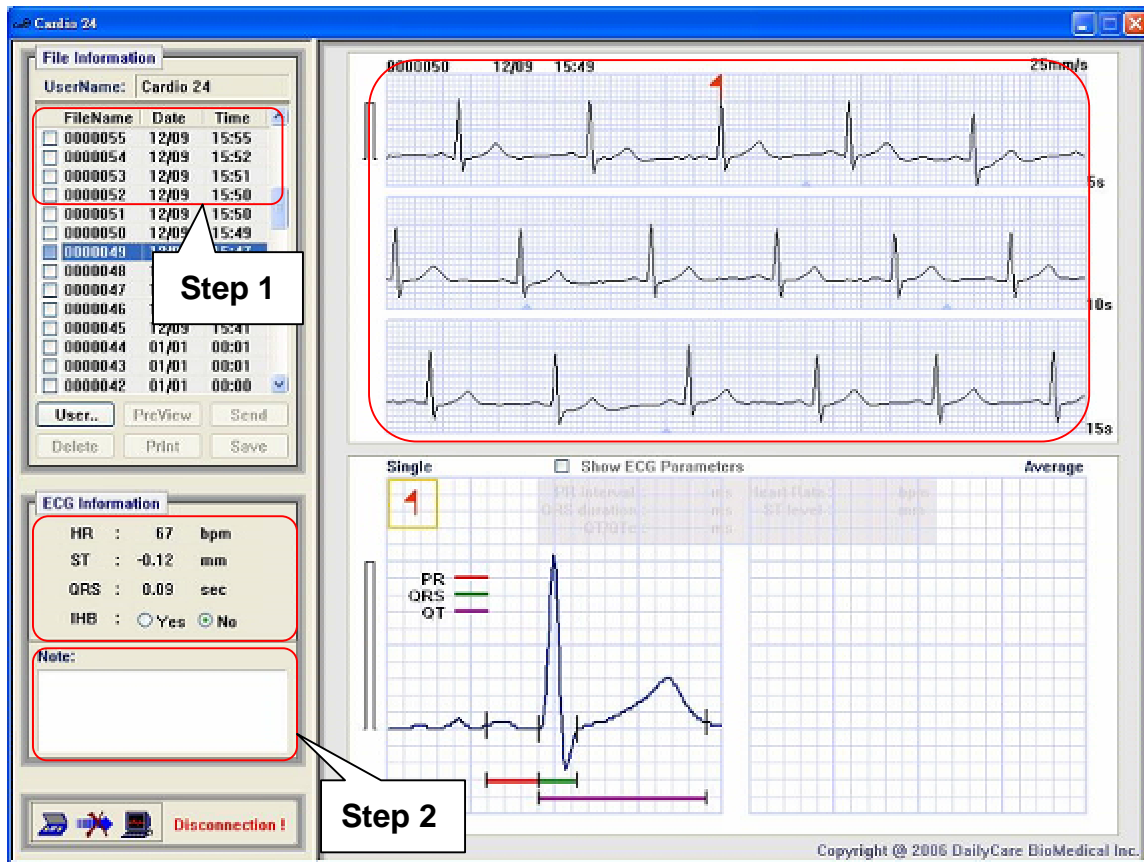 Cardio 24
File Information
UserName: Cardio 24
FileName Date Time
0000055 12/09 15:55
0000054 12/09 15:52
0000053 12/09 15:51
0000052 12/09 15:50
0000051 12/09 15:50
0000050 12/09 15:49
0000049
0000048
0000047
0000046
0000045 12/09 15:41
0000044 01/01 00:01
0000043 01/01 00:01
0000042 01/01 00:00
Step 1
User.. PreView Send
Delete Print Save
ECG Information
HR : 67 bpm
ST : -0.12 mm
QRS : 0.09 sec
IHB : Yes No
Note:
Step 2
Disconnection !
0000050 12/09 15:49 25mm/s
5s
10s
15s
Single Show ECG Parameters Average
PR interval : ms Heart Rate : bpm
QRS duration : ms ST level : mm
QT/QTc : ms
PR
QRS
QT
Copyright @ 2006 DailyCare BioMedical Inc.